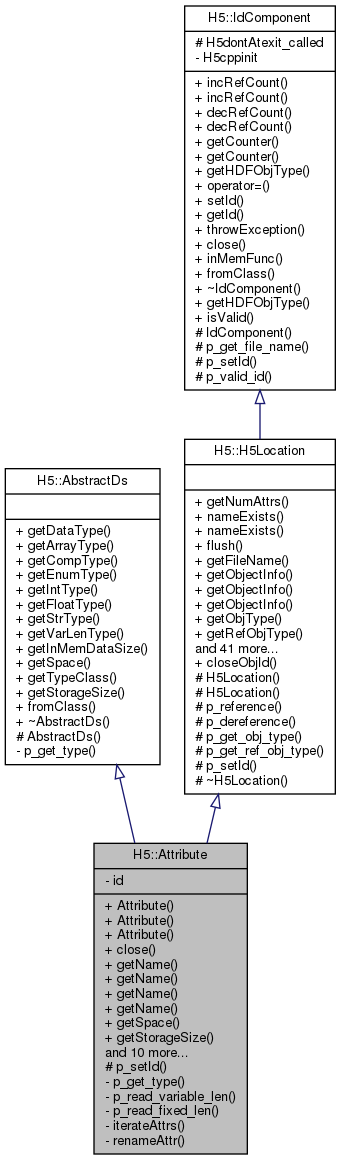 H5::IdComponent
# H5dontAtexit_called
- H5cppinit
+ incRefCount()
+ incRefCount()
+ decRefCount()
+ decRefCount()
+ getCounter()
+ getCounter()
+ getHDFObjType()
+ operator=()
+ setId()
+ getId()
+ throwException()
+ close()
+ inMemFunc()
+ fromClass()
+ ~IdComponent()
+ getHDFObjType()
+ isValid()
# IdComponent()
# p_get_file_name()
# p_setId()
# p_valid_id()
H5::AbstractDs
+ getDataType()
+ getArrayType()
+ getCompType()
+ getEnumType()
+ getIntType()
+ getFloatType()
+ getStrType()
+ getVarLenType()
+ getInMemDataSize()
+ getSpace()
+ getTypeClass()
+ getStorageSize()
+ fromClass()
+ ~AbstractDs()
# AbstractDs()
- p_get_type()
H5::H5Location
+ getNumAttrs()
+ nameExists()
+ nameExists()
+ flush()
+ getFileName()
+ getObjectInfo()
+ getObjectInfo()
+ getObjectInfo()
+ getObjType()
+ getRefObjType()
and 41 more...
+ closeObjId()
# H5Location()
# H5Location()
# p_reference()
# p_dereference()
# p_get_obj_type()
# p_get_ref_obj_type()
# p_setId()
# ~H5Location()
H5::Attribute
- id
+ Attribute()
+ Attribute()
+ Attribute()
+ close()
+ getName()
+ getName()
+ getName()
+ getName()
+ getSpace()
+ getStorageSize()
and 10 more...
# p_setId()
- p_get_type()
- p_read_variable_len()
- p_read_fixed_len()
- iterateAttrs()
- renameAttr()